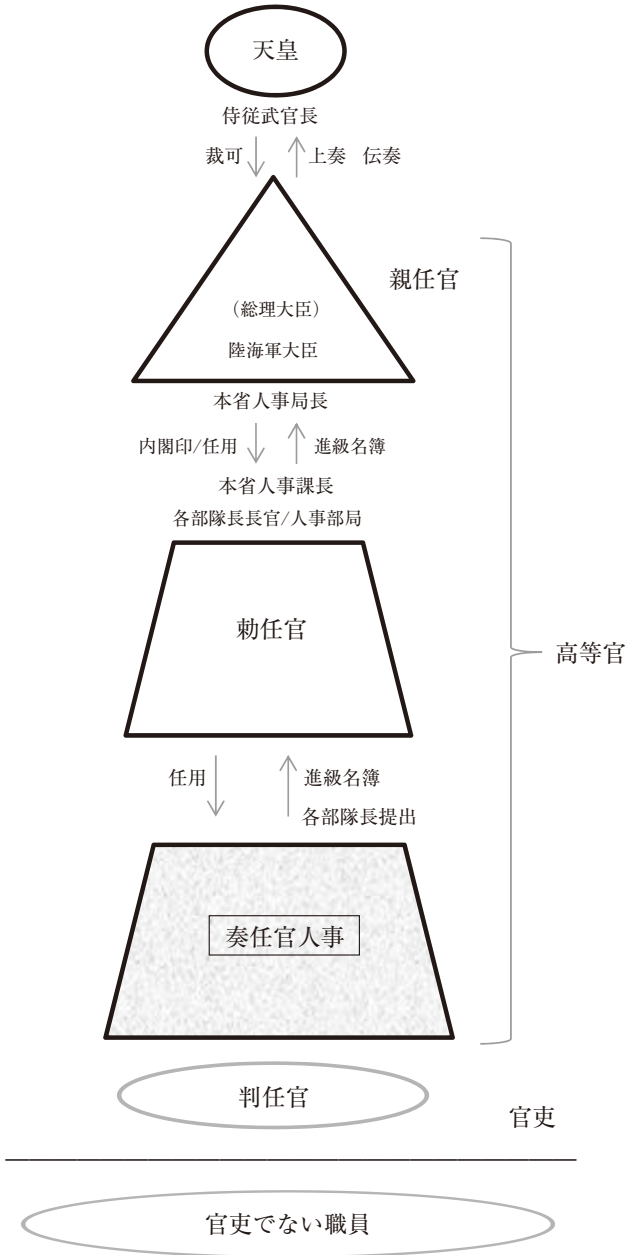 天皇
侍従武官長
裁可 上奏 伝奏
親任官
（総理大臣）
陸海軍大臣
本省人事局長
内閣印/任用 進級名簿
本省人事課長
各部隊長長官/人事部局
勅任官
高等官
任用 進級名簿
各部隊長提出
奏任官人事
判任官
官吏
官吏でない職員